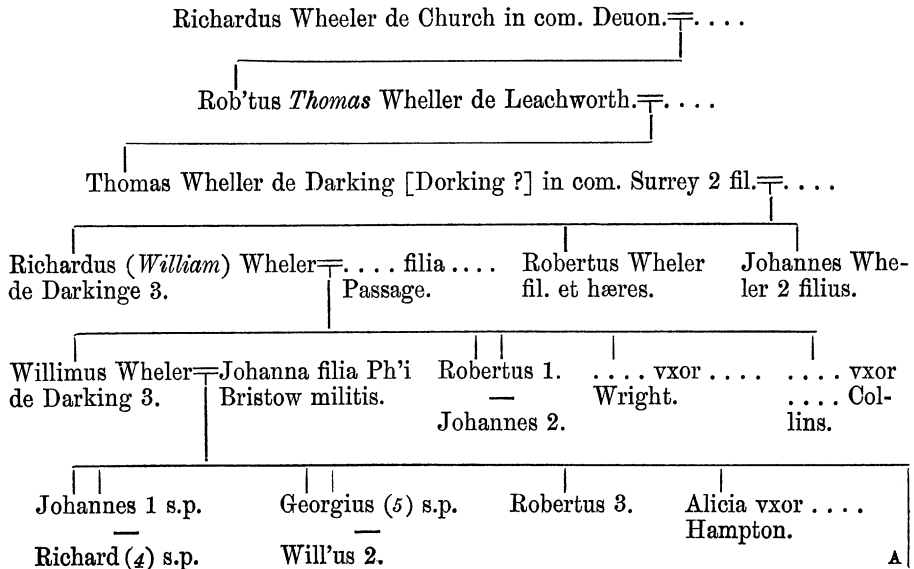 Richardus Wheeler de Church in com. Deuon.=. . . .
Rob'tus Thomas Wheller de Leachworth.=. . . .
Thomas Wheller de Darking [Dorking ?] in com. Surrey 2 fil.=. . . .
Richardus (William) Wheler=. . . . filia . . . .
de Darkinge 3.
Passage.
Robertus Wheler
fil. et hæres.
Johannes Whe-
ler 2 filius.
Willimus Wheler=Johanna filia Ph'i
de Darking 3.
Bristow militis.
Robertus 1.
—
Johannes 2.
. . . . vxor . . . .
Wright.
. . . . vxor
. . . . Col-
lins.
Johannes 1 s.p.
—
Richard (4) s.p.
Georgius (5) s.p.
—
Will'us 2.
Robertus 3.
Alicia vxor . . . .
Hampton.
A